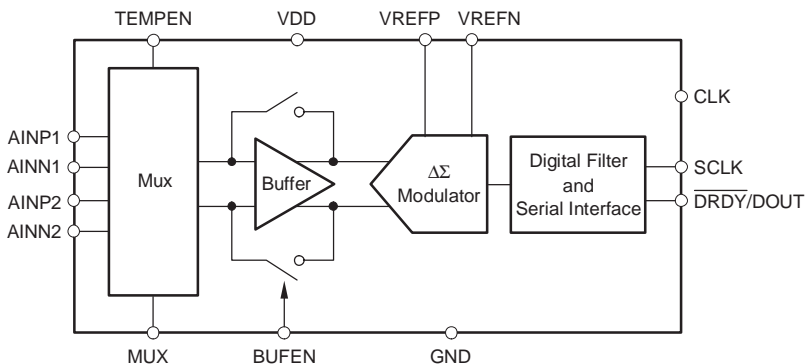 TEMPEN VDD VREFP VREFN
CLK
AINP1
AINN1
AINP2
AINN2
Mux
Buffer
ΔΣ
Modulator
Digital Filter
and
Serial Interface
SCLK
DRDY/DOUT
MUX BUFEN GND